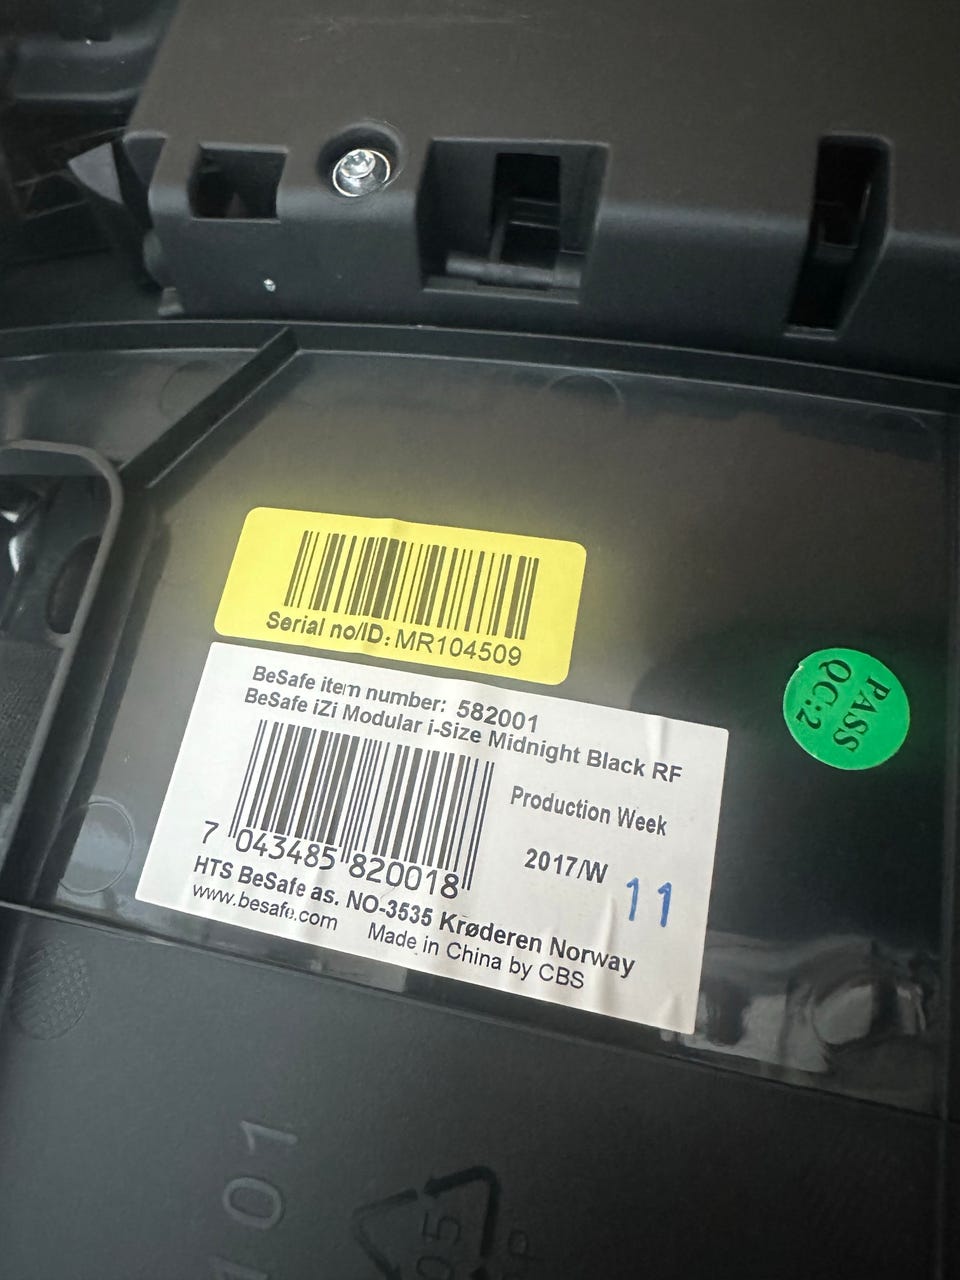 Serial no/ID: MR104509
BeSafe item number: 582001
BeSafe iZi Modular i-Size Midnight Black RF
Production Week
2017/W 11
7 043485 820018
HTS BeSafe as. NO-3535 Krøderen Norway
www.besafe.com Made in China by CBS
PASS
QC:2
101
05
P